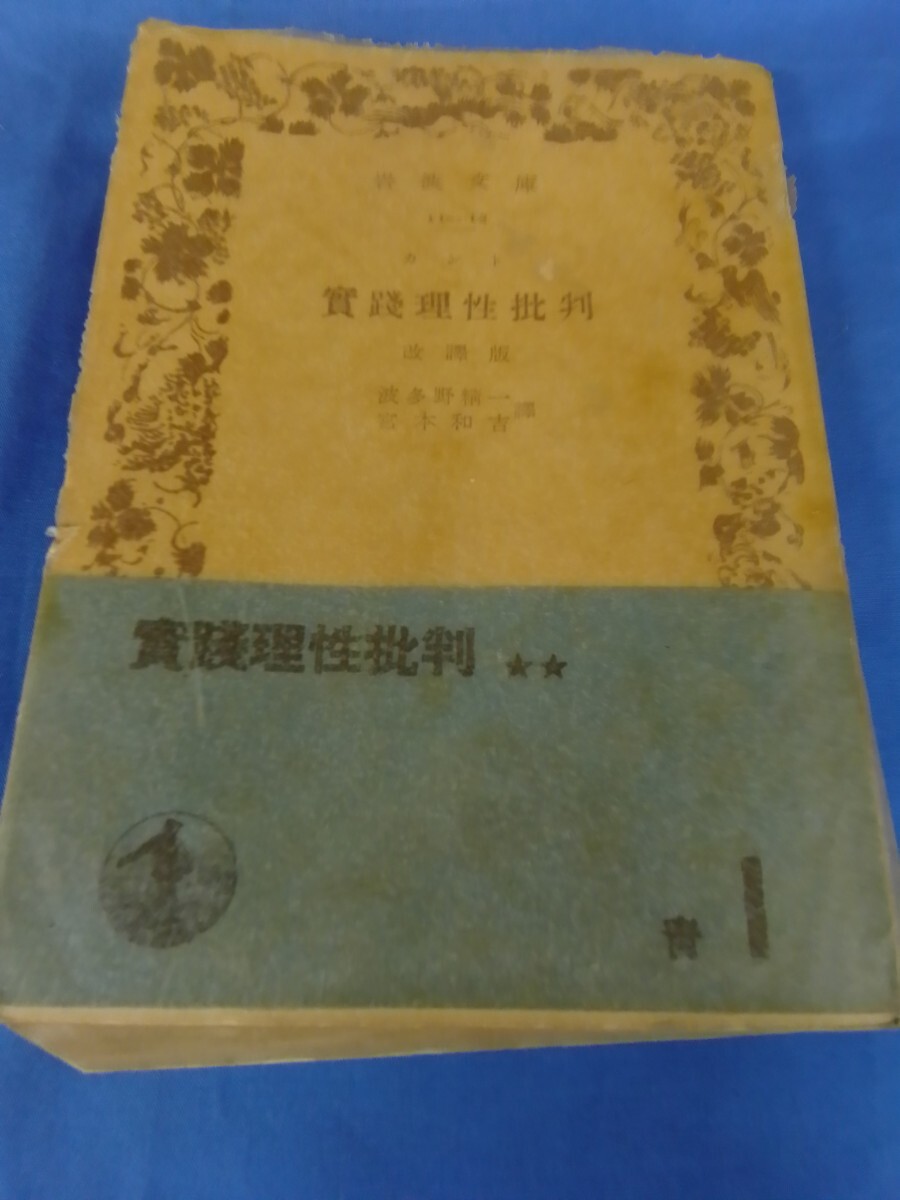 岩波文庫
カント
實踐理性批判
改譯版
波多野精一
宮本和吉 譯
實踐理性批判 ★★
青 1